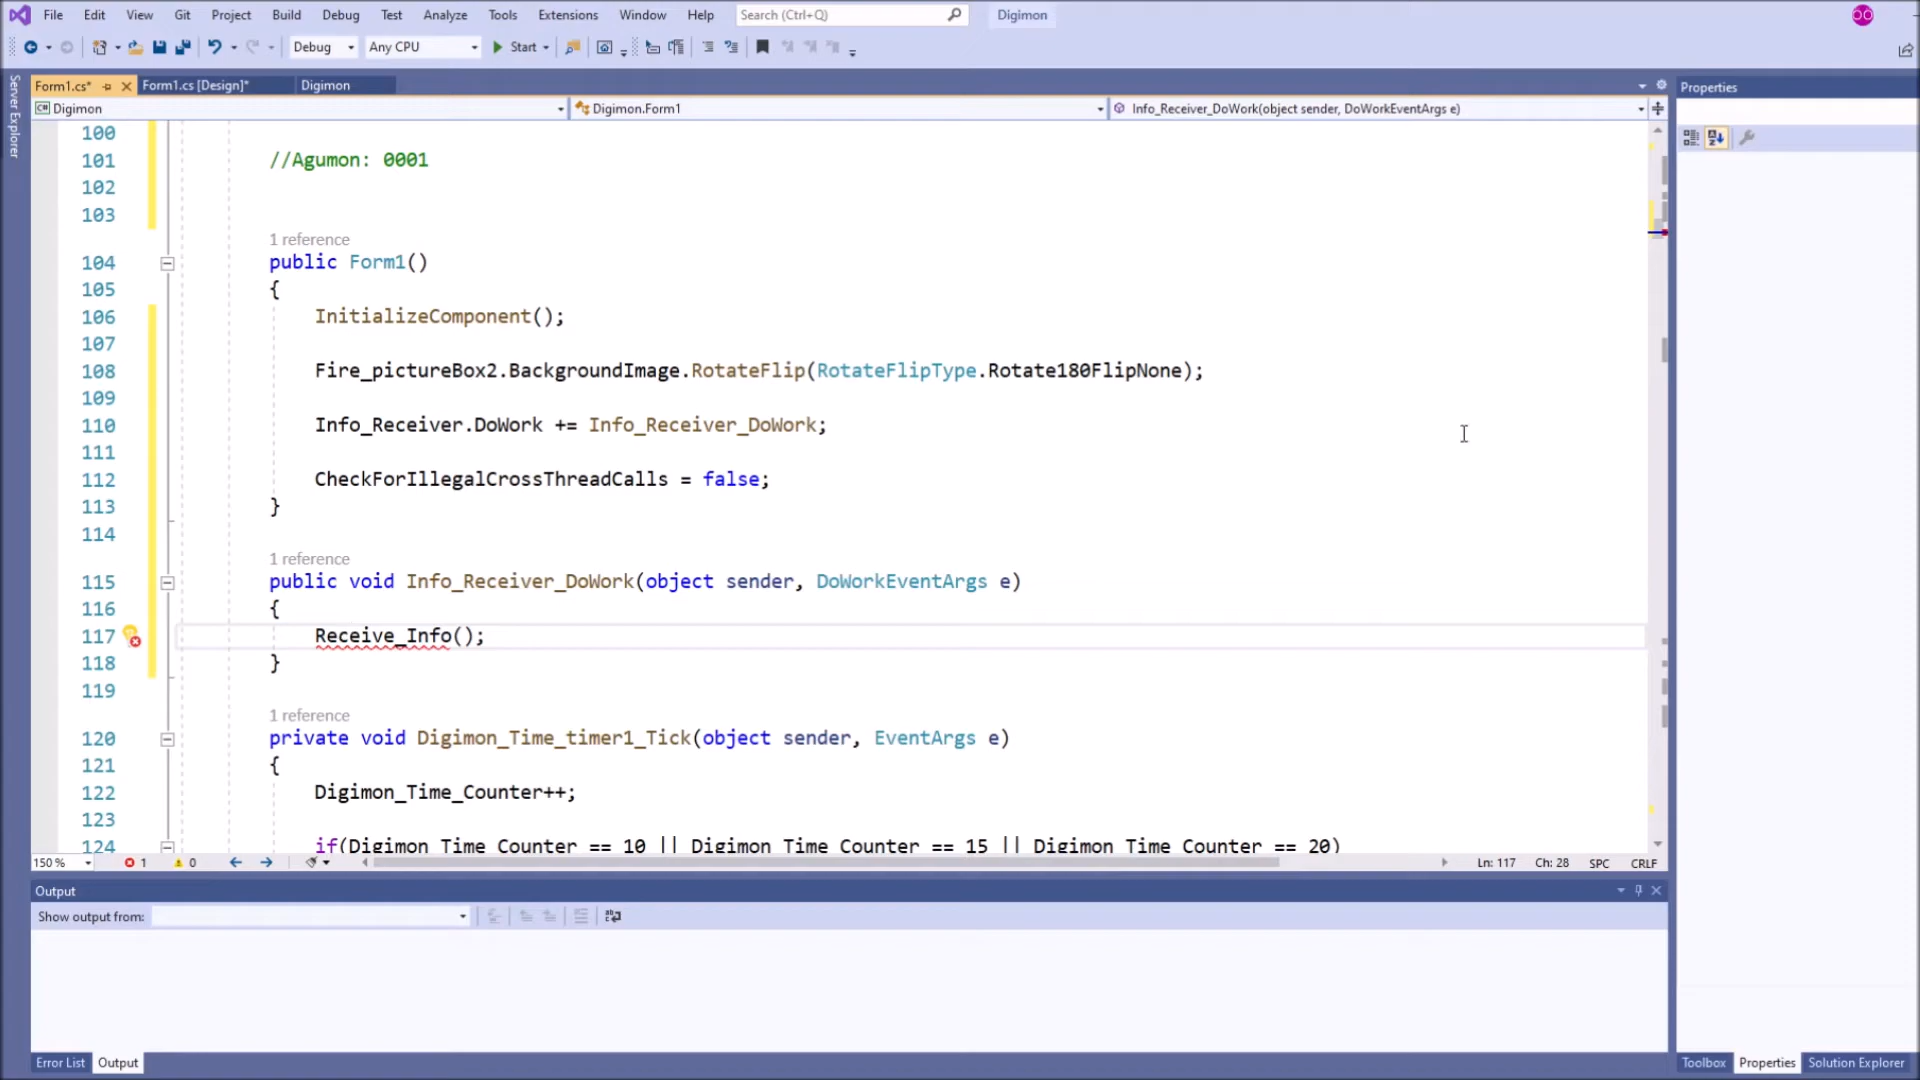 File Edit View Git Project Build Debug Test Analyze Tools Extensions Window Help Search (Ctrl+Q) Digimon
Debug Any CPU Start
Server Explorer
Form1.cs* Form1.cs [Design]* Digimon
Properties
Digimon Digimon.Form1 Info_Receiver_DoWork(object sender, DoWorkEventArgs e)
100
101 //Agumon: 0001
102
103
1 reference
104 public Form1()
105 {
106 InitializeComponent();
107
108 Fire_pictureBox2.BackgroundImage.RotateFlip(RotateFlipType.Rotate180FlipNone);
109
110 Info_Receiver.DoWork += Info_Receiver_DoWork;
111
112 CheckForIllegalCrossThreadCalls = false;
113 }
114
1 reference
115 public void Info_Receiver_DoWork(object sender, DoWorkEventArgs e)
116 {
117 Receive_Info();
118 }
119
1 reference
120 private void Digimon_Time_timer1_Tick(object sender, EventArgs e)
121 {
122 Digimon_Time_Counter++;
123
124 if(Digimon_Time_Counter == 10 || Digimon_Time_Counter == 15 || Digimon_Time_Counter == 20)
150 % 1 0 Ln: 117 Ch: 28 SPC CRLF
Output
Show output from:
Error List Output
Toolbox Properties Solution Explorer